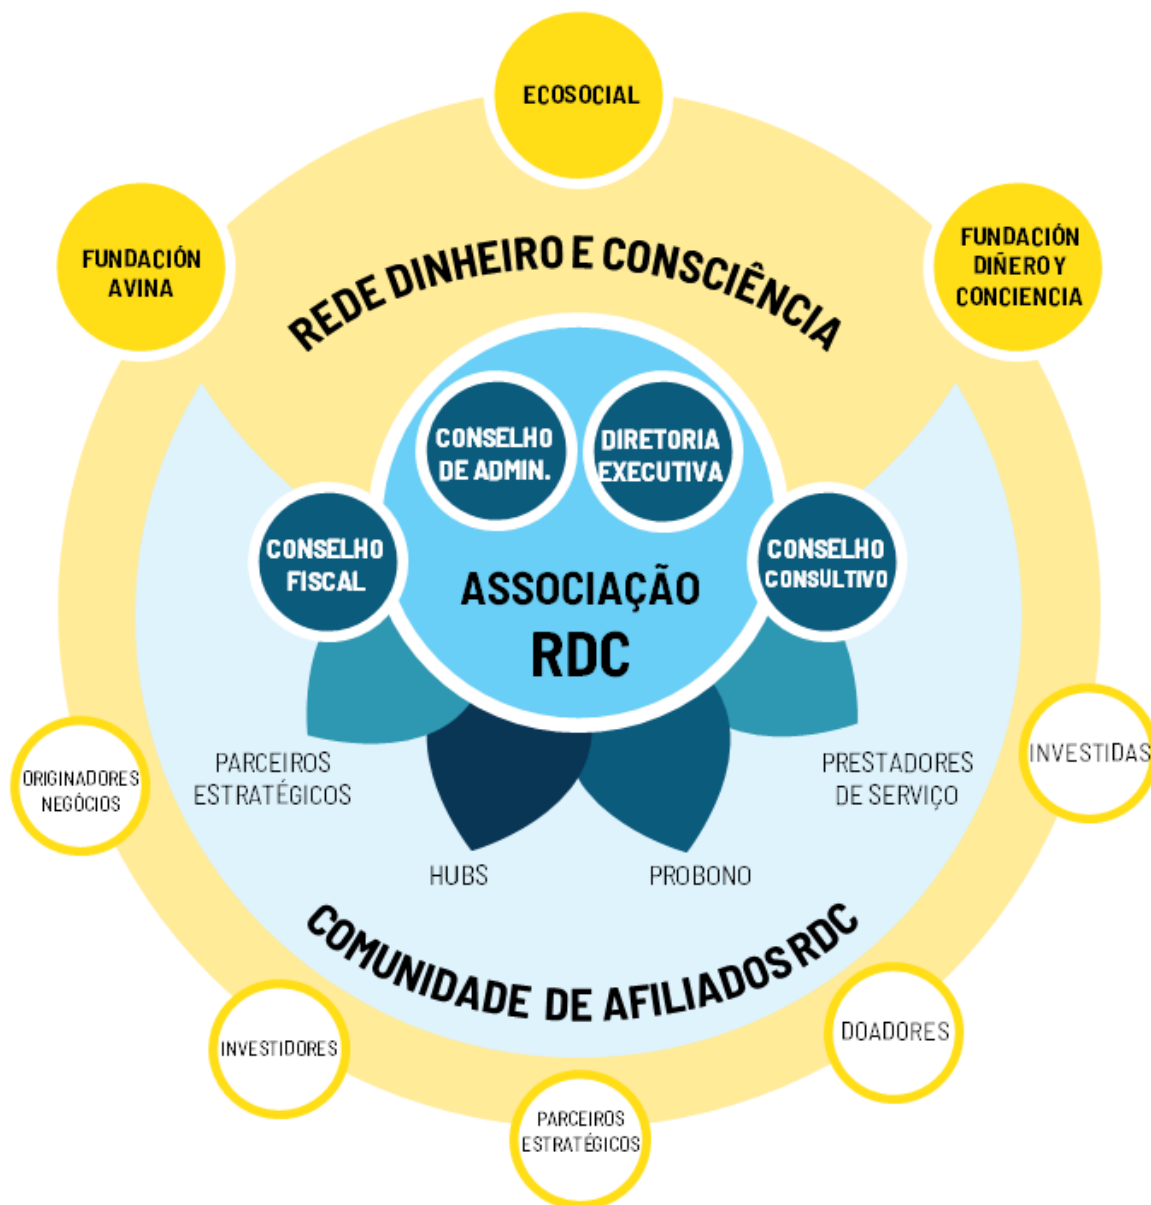 ECOSOCIAL
FUNDACIÓN
AVINA
FUNDACIÓN
DIÑERO Y
CONCIENCIA
REDE DINHEIRO E CONSCIÊNCIA
CONSELHO
DE ADMIN.
DIRETORIA
EXECUTIVA
CONSELHO
FISCAL
CONSELHO
CONSULTIVO
ASSOCIAÇÃO
RDC
PARCEIROS
ESTRATÉGICOS
HUBS
PROBONO
PRESTADORES
DE SERVIÇO
ORIGINADORES
NEGÓCIOS
INVESTIDAS
COMUNIDADE DE AFILIADOS RDC
INVESTIDORES
DOADORES
PARCEIROS
ESTRATÉGICOS